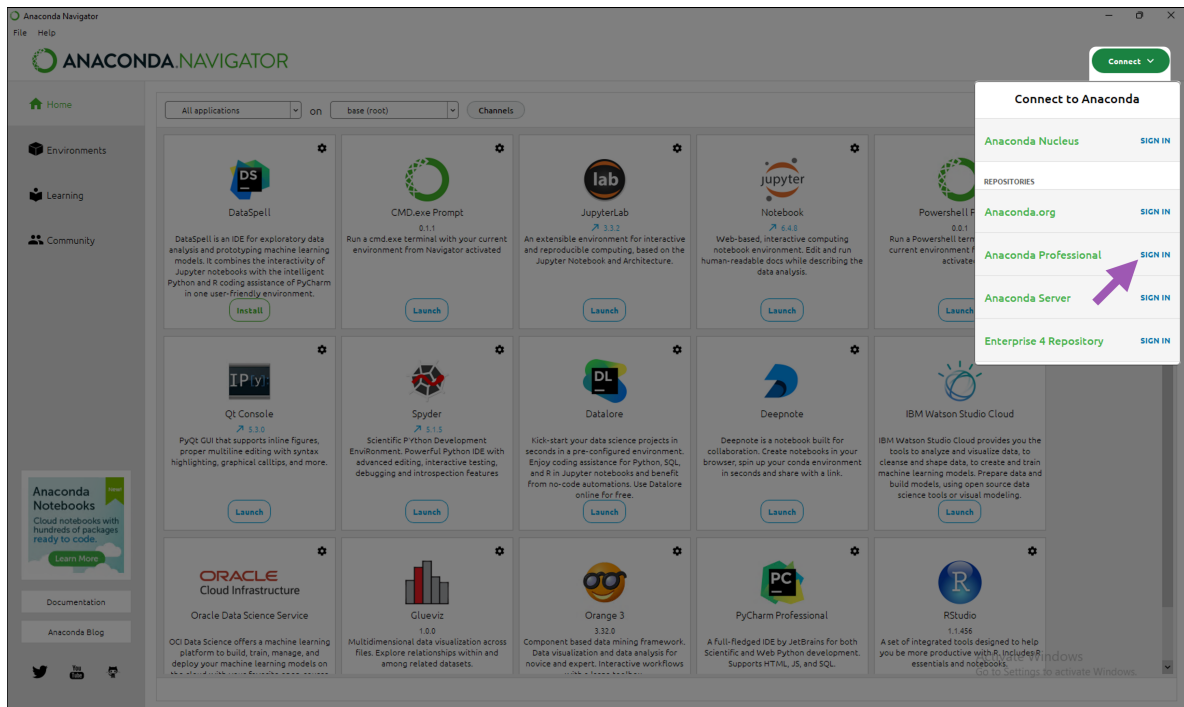 Anaconda Navigator
File Help
ANACONDA.NAVIGATOR
Connect
Connect to Anaconda
Anaconda Nucleus SIGN IN
REPOSITORIES
Anaconda.org SIGN IN
Anaconda Professional SIGN IN
Anaconda Server SIGN IN
Enterprise 4 Repository SIGN IN
Home
Environments
Learning
Community
All applications on base (root) Channels
DS
DataSpell
DataSpell is an IDE for exploratory data
analysis and prototyping machine learning
models. It combines the interactivity of
Jupyter notebooks with the intelligent
Python and R coding assistance of PyCharm
in one user-friendly environment.
Install
CMD.exe Prompt
0.1.1
Run a cmd.exe terminal with your current
environment from Navigator activated
Launch
lab
JupyterLab
3.3.2
An extensible environment for interactive
and reproducible computing, based on the
Jupyter Notebook and Architecture.
Launch
jupyter
Notebook
6.4.8
Web-based, interactive computing
notebook environment. Edit and run
human-readable docs while describing the
data analysis.
Launch
Powershell
0.0.1
Run a Powershell
current environment
Launch
IP[y]:
Qt Console
5.3.0
PyQt GUI that supports inline figures,
proper multiline editing with syntax
highlighting, graphical calltips, and more.
Launch
Spyder
5.1.5
Scientific PYthon Development
EnviRonment. Powerful Python IDE with
advanced editing, interactive testing,
debugging and introspection features
Launch
DL
Datalore
Kick-start your data science projects in
seconds in a pre-configured environment.
Enjoy coding assistance for Python, SQL,
and R in Jupyter notebooks and benefit
from no-code automations. Use Datalore
online for free.
Launch
Deepnote
Deepnote is a notebook built for
collaboration. Create notebooks in your
browser, spin up your conda environment
in seconds and share with a link.
Launch
IBM Watson Studio Cloud
IBM Watson Studio Cloud provides you the
tools to analyze and visualize data, to
cleanse and shape data, to create and train
machine learning models. Prepare data and
build models, using open source data
science tools or visual modeling.
Launch
ORACLE
Cloud Infrastructure
Oracle Data Science Service
OCI Data Science offers a machine learning
platform to build, train, manage, and
deploy your machine learning models on
Glueviz
1.0.0
Multidimensional data visualization across
files. Explore relationships within and
among related datasets.
Orange 3
3.32.0
Component based data mining framework.
Data visualization and data analysis for
novice and expert. Interactive workflows
PC
PyCharm Professional
A full-fledged IDE by JetBrains for both
Scientific and Web Python development.
Supports HTML, JS, and SQL.
R
RStudio
1.1.456
A set of integrated tools designed to help
you be more productive with R. Includes R
essentials and notebooks.
Anaconda
Notebooks
Cloud notebooks with
hundreds of packages
ready to code.
Learn More
Documentation
Anaconda Blog
You
Tube
Activate Windows
Go to Settings to activate Windows.